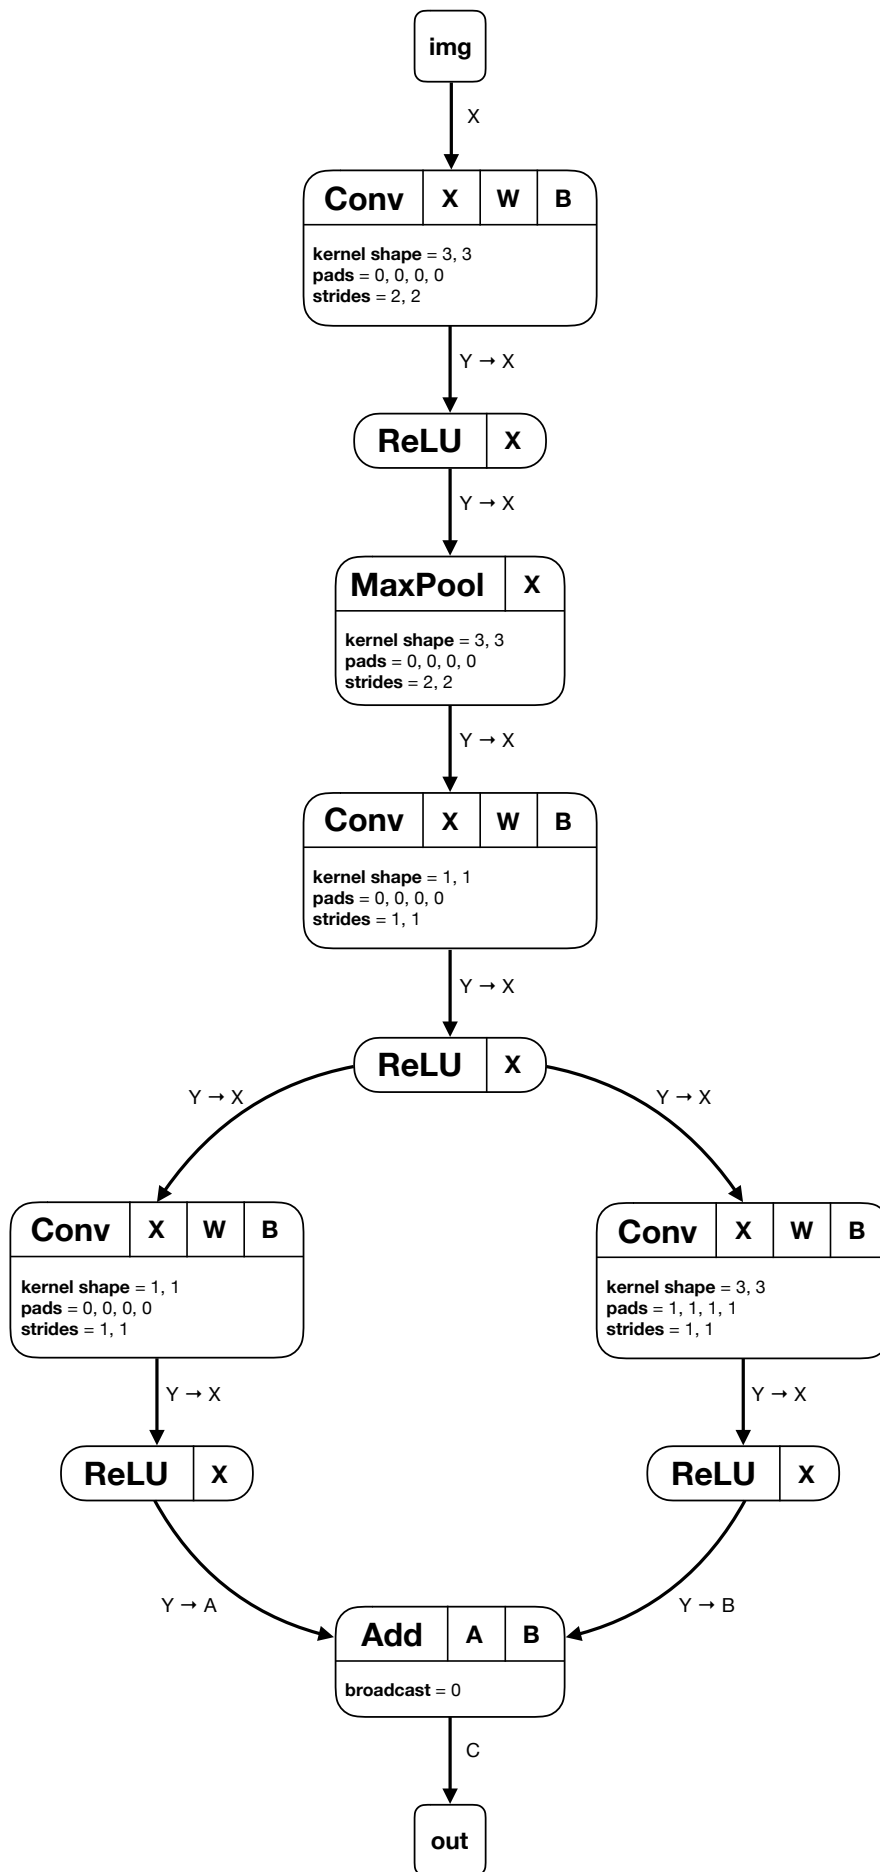 img
X
Conv X W B
kernel shape = 3, 3
pads = 0, 0, 0, 0
strides = 2, 2
Y → X
ReLU X
Y → X
MaxPool X
kernel shape = 3, 3
pads = 0, 0, 0, 0
strides = 2, 2
Y → X
Conv X W B
kernel shape = 1, 1
pads = 0, 0, 0, 0
strides = 1, 1
Y → X
ReLU X
Y → X
Y → X
Conv X W B
kernel shape = 1, 1
pads = 0, 0, 0, 0
strides = 1, 1
Conv X W B
kernel shape = 3, 3
pads = 1, 1, 1, 1
strides = 1, 1
Y → X
Y → X
ReLU X
ReLU X
Y → A
Y → B
Add A B
broadcast = 0
C
out